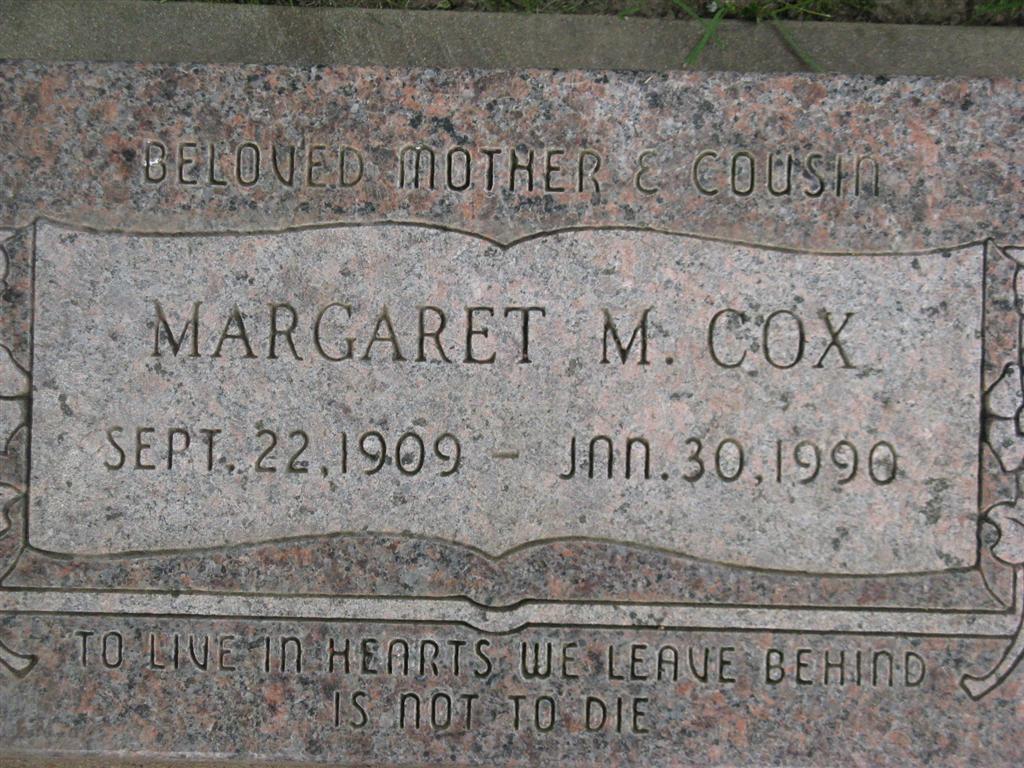 BELOVED MOTHER & COUSIN
MARGARET M. COX
SEPT. 22, 1909 - JAN. 30, 1990
TO LIVE IN HEARTS WE LEAVE BEHIND
IS NOT TO DIE